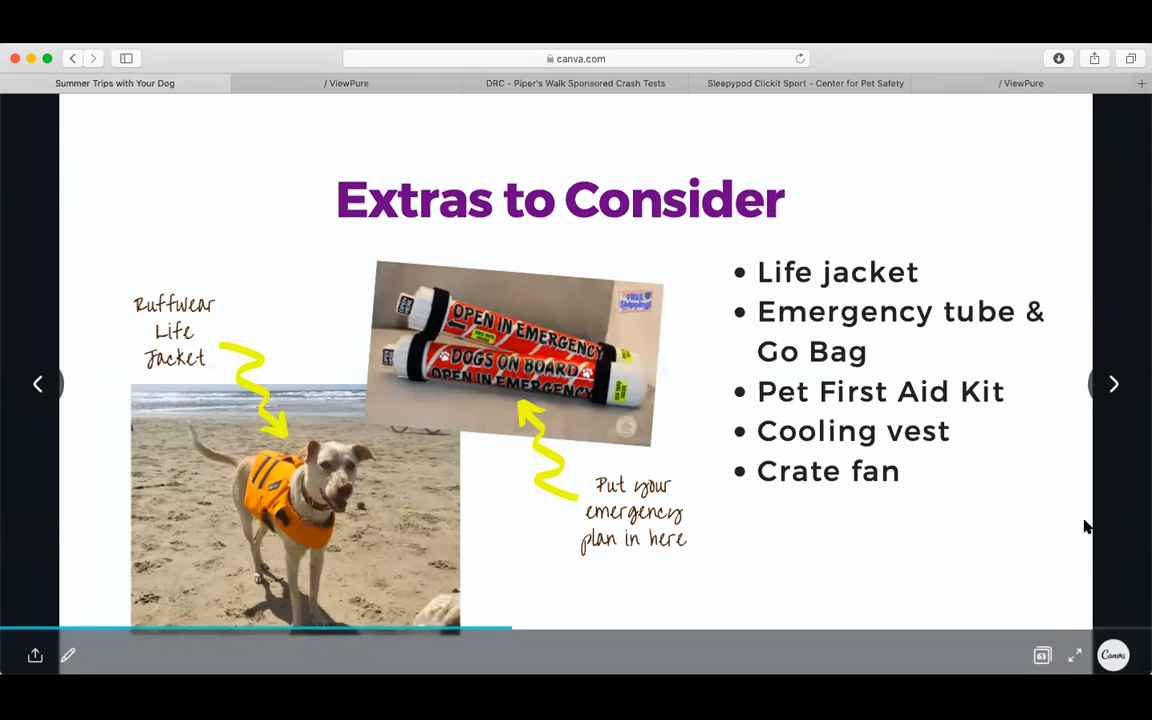 canva.com
Summer Trips with Your Dog
/ ViewPure
DRC - Piper's Walk Sponsored Crash Tests
Sleepypod Clickit Sport - Center for Pet Safety
/ ViewPure
Extras to Consider
Ruffwear
Life
Jacket
FREE
Shipping!
OPEN IN EMERGENCY
DOGS ON BOARD
OPEN IN EMERGENCY
Put your
emergency
plan in here
• Life jacket
• Emergency tube &
Go Bag
• Pet First Aid Kit
• Cooling vest
• Crate fan
63
Canva